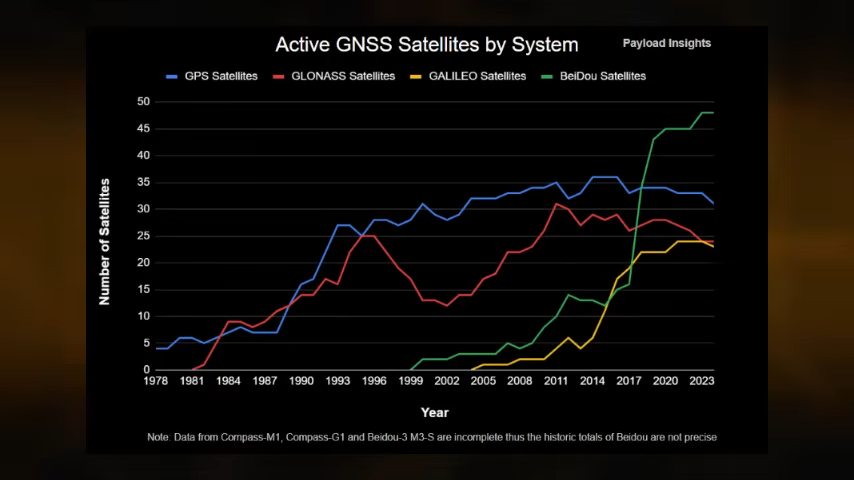 Active GNSS Satellites by System
Payload Insights
GPS Satellites GLONASS Satellites GALILEO Satellites BeiDou Satellites
50
45
40
35
30
25
20
15
10
5
0
Number of Satellites
1978 1981 1984 1987 1990 1993 1996 1999 2002 2005 2008 2011 2014 2017 2020 2023
Year
Note: Data from Compass-M1, Compass-G1 and Beidou-3 M3-S are incomplete thus the historic totals of Beidou are not precise